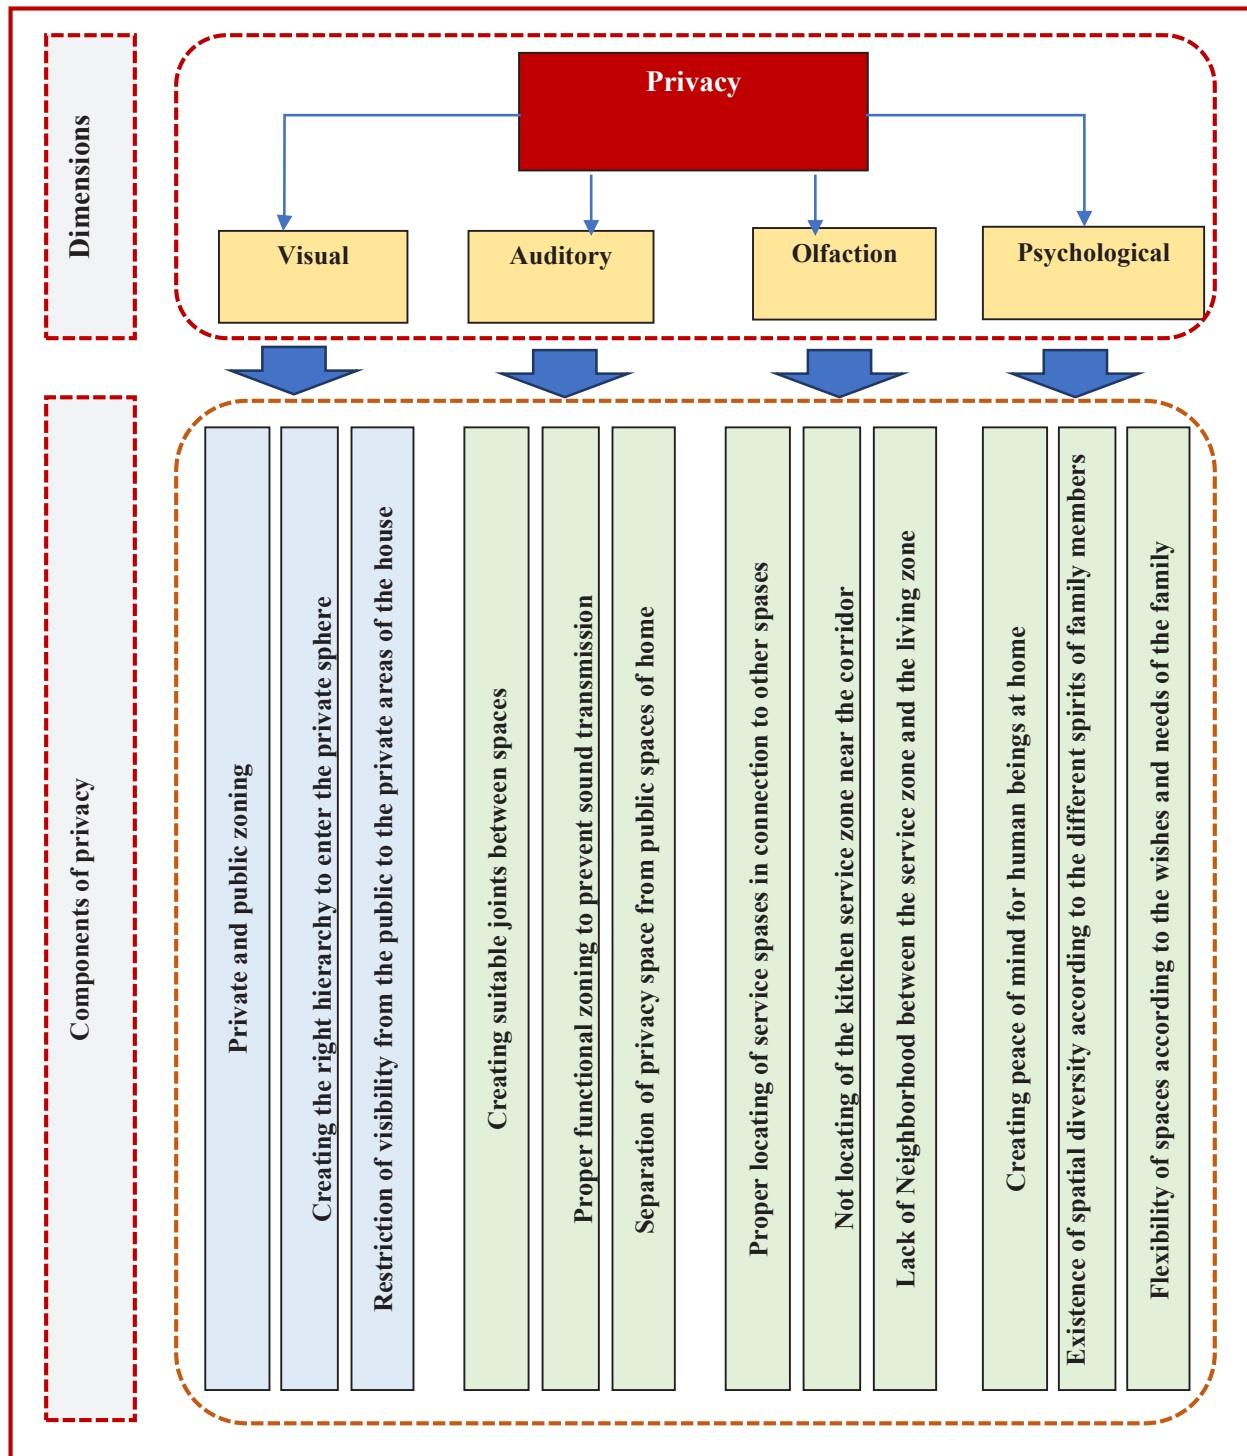 Dimensions
Privacy
Visual
Auditory
Olfaction
Psychological
Components of privacy
Private and public zoning
Creating the right hierarchy to enter the private sphere
Restriction of visibility from the public to the private areas of the house
Creating suitable joints between spaces
Proper functional zoning to prevent sound transmission
Separation of privacy space from public spaces of home
Proper locating of service spases in connection to other spases
Not locating of the kitchen service zone near the corridor
Lack of Neighborhood between the service zone and the living zone
Creating peace of mind for human beings at home
Existence of spatial diversity according to the different spirits of family members
Flexibility of spaces according to the wishes and needs of the family